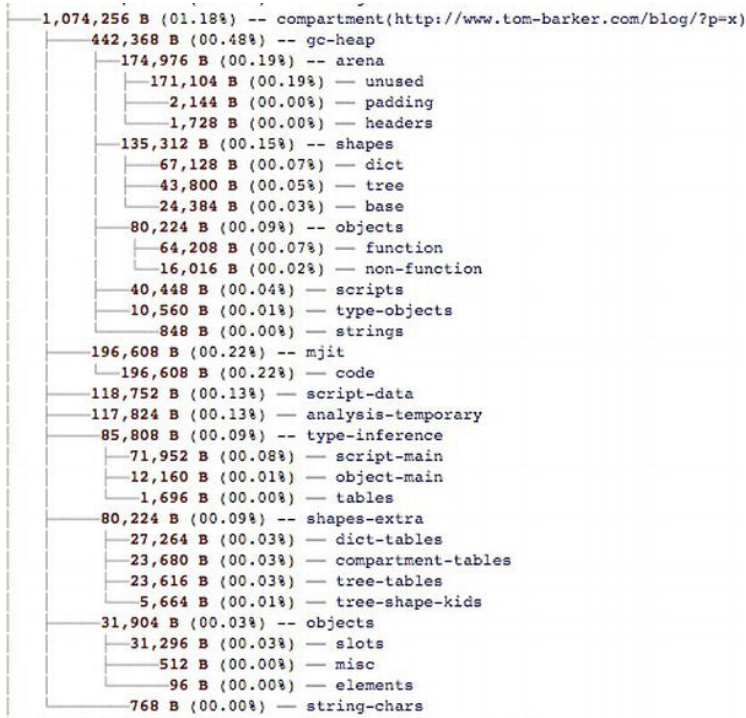 1,074,256 B (01.18%) -- compartment(http://www.tom-barker.com/blog/?p=x)
442,368 B (00.48%) -- gc-heap
174,976 B (00.19%) -- arena
171,104 B (00.19%) — unused
2,144 B (00.00%) — padding
1,728 B (00.00%) — headers
135,312 B (00.15%) -- shapes
67,128 B (00.07%) — dict
43,800 B (00.05%) — tree
24,384 B (00.03%) — base
80,224 B (00.09%) -- objects
64,208 B (00.07%) — function
16,016 B (00.02%) — non-function
40,448 B (00.04%) — scripts
10,560 B (00.01%) — type-objects
848 B (00.00%) — strings
196,608 B (00.22%) -- mjit
196,608 B (00.22%) — code
118,752 B (00.13%) — script-data
117,824 B (00.13%) — analysis-temporary
85,808 B (00.09%) -- type-inference
71,952 B (00.08%) — script-main
12,160 B (00.01%) — object-main
1,696 B (00.00%) — tables
80,224 B (00.09%) -- shapes-extra
27,264 B (00.03%) — dict-tables
23,680 B (00.03%) — compartment-tables
23,616 B (00.03%) — tree-tables
5,664 B (00.01%) — tree-shape-kids
31,904 B (00.03%) -- objects
31,296 B (00.03%) — slots
512 B (00.00%) — misc
96 B (00.00%) — elements
768 B (00.00%) — string-chars